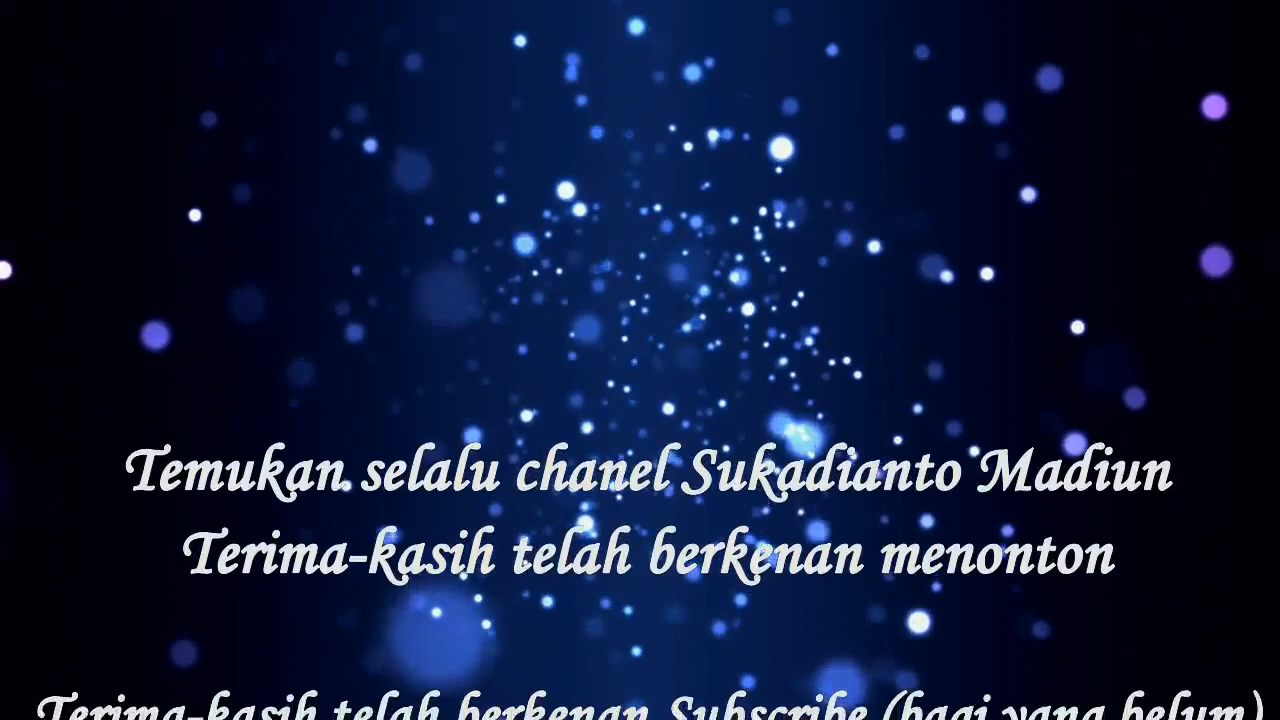 Temukan selalu chanel Sukadianto Madiun
Terima-kasih telah berkenan menonton
Terima-kasih telah berkenan Subscribe (bagi yang belum)